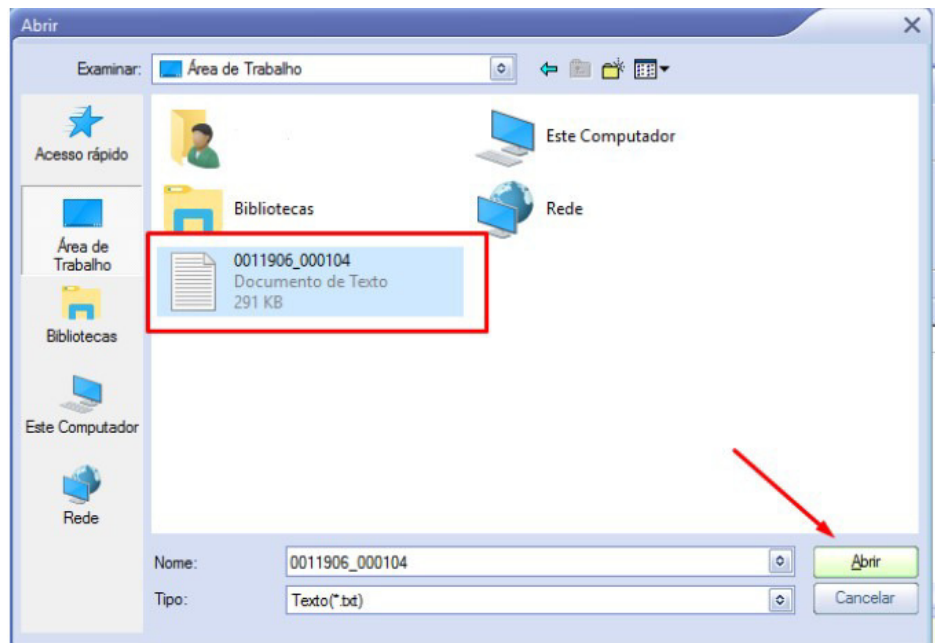 Abrir
Examinar:
Área de Trabalho
Acesso rápido
Área de
Trabalho
Bibliotecas
Este Computador
Rede
Este Computador
Bibliotecas
Rede
0011906_000104
Documento de Texto
291 KB
Nome:
0011906_000104
Abrir
Tipo:
Texto(*.txt)
Cancelar